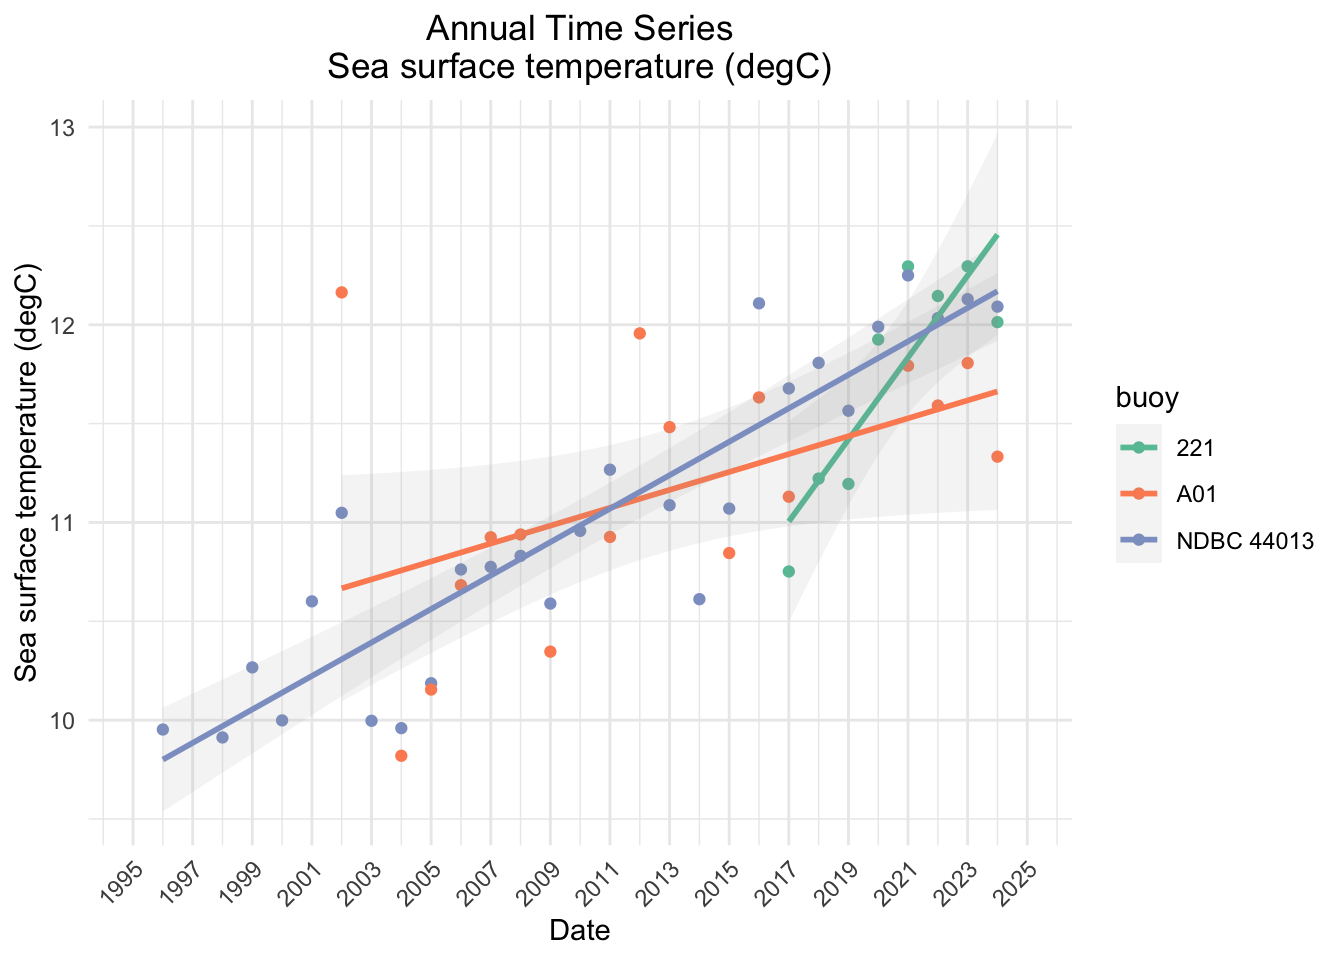 Annual Time Series
Sea surface temperature (degC)
Sea surface temperature (degC)
13
12
11
10
1995 1997 1999 2001 2003 2005 2007 2009 2011 2013 2015 2017 2019 2021 2023 2025
Date
buoy
221
A01
NDBC 44013